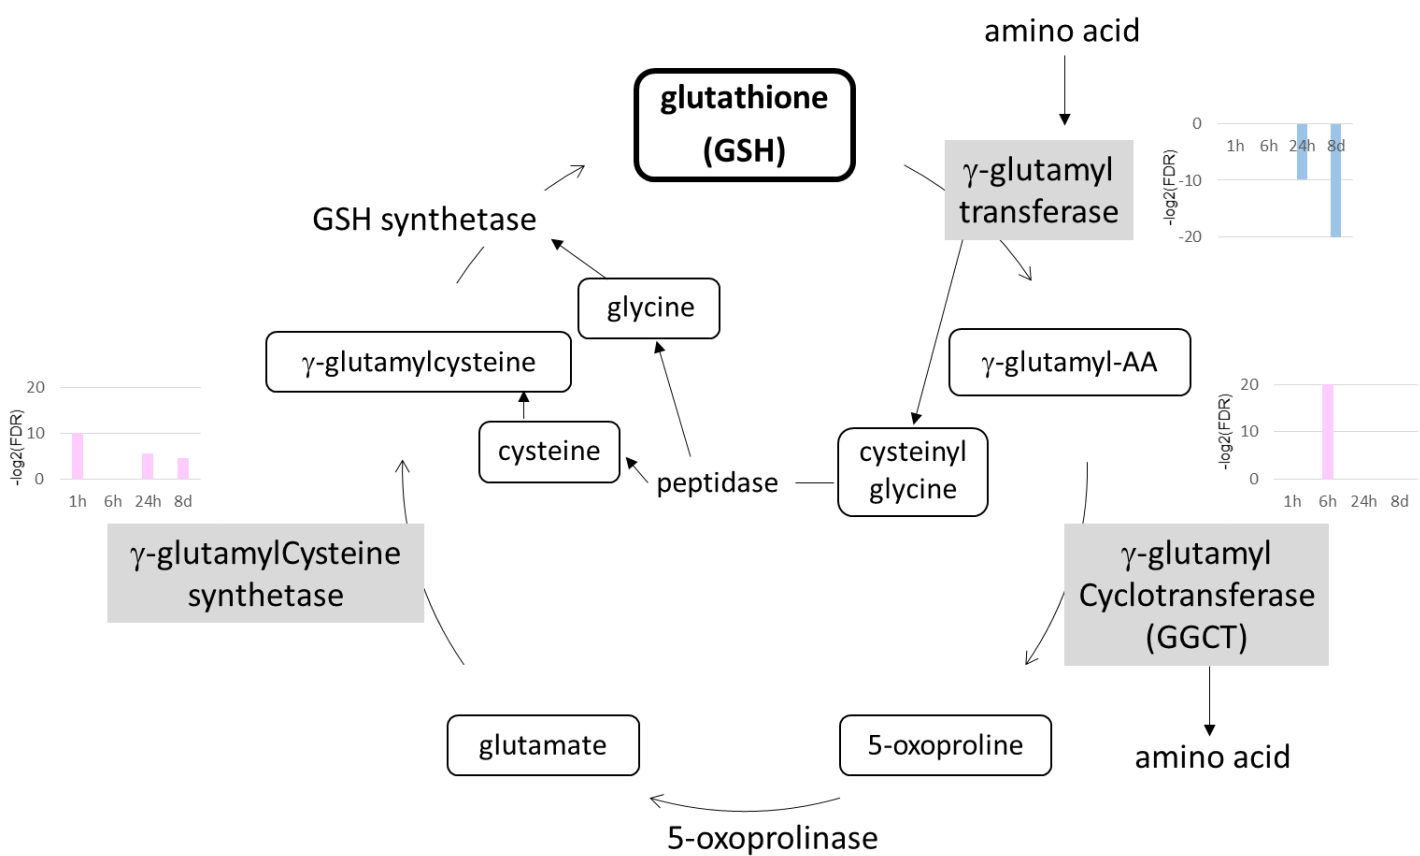 amino acid
glutathione
(GSH)
γ-glutamyl
transferase
0
-10
-20
-log2(FDR)
1h 6h 24h 8d
GSH synthetase
glycine
γ-glutamylcysteine
γ-glutamyl-AA
20
10
0
-log2(FDR)
1h 6h 24h 8d
cysteine
peptidase
cysteinyl
glycine
20
10
0
-log2(FDR)
1h 6h 24h 8d
γ-glutamylCysteine
synthetase
γ-glutamyl
Cyclotransferase
(GGCT)
glutamate
5-oxoproline
amino acid
5-oxoprolinase